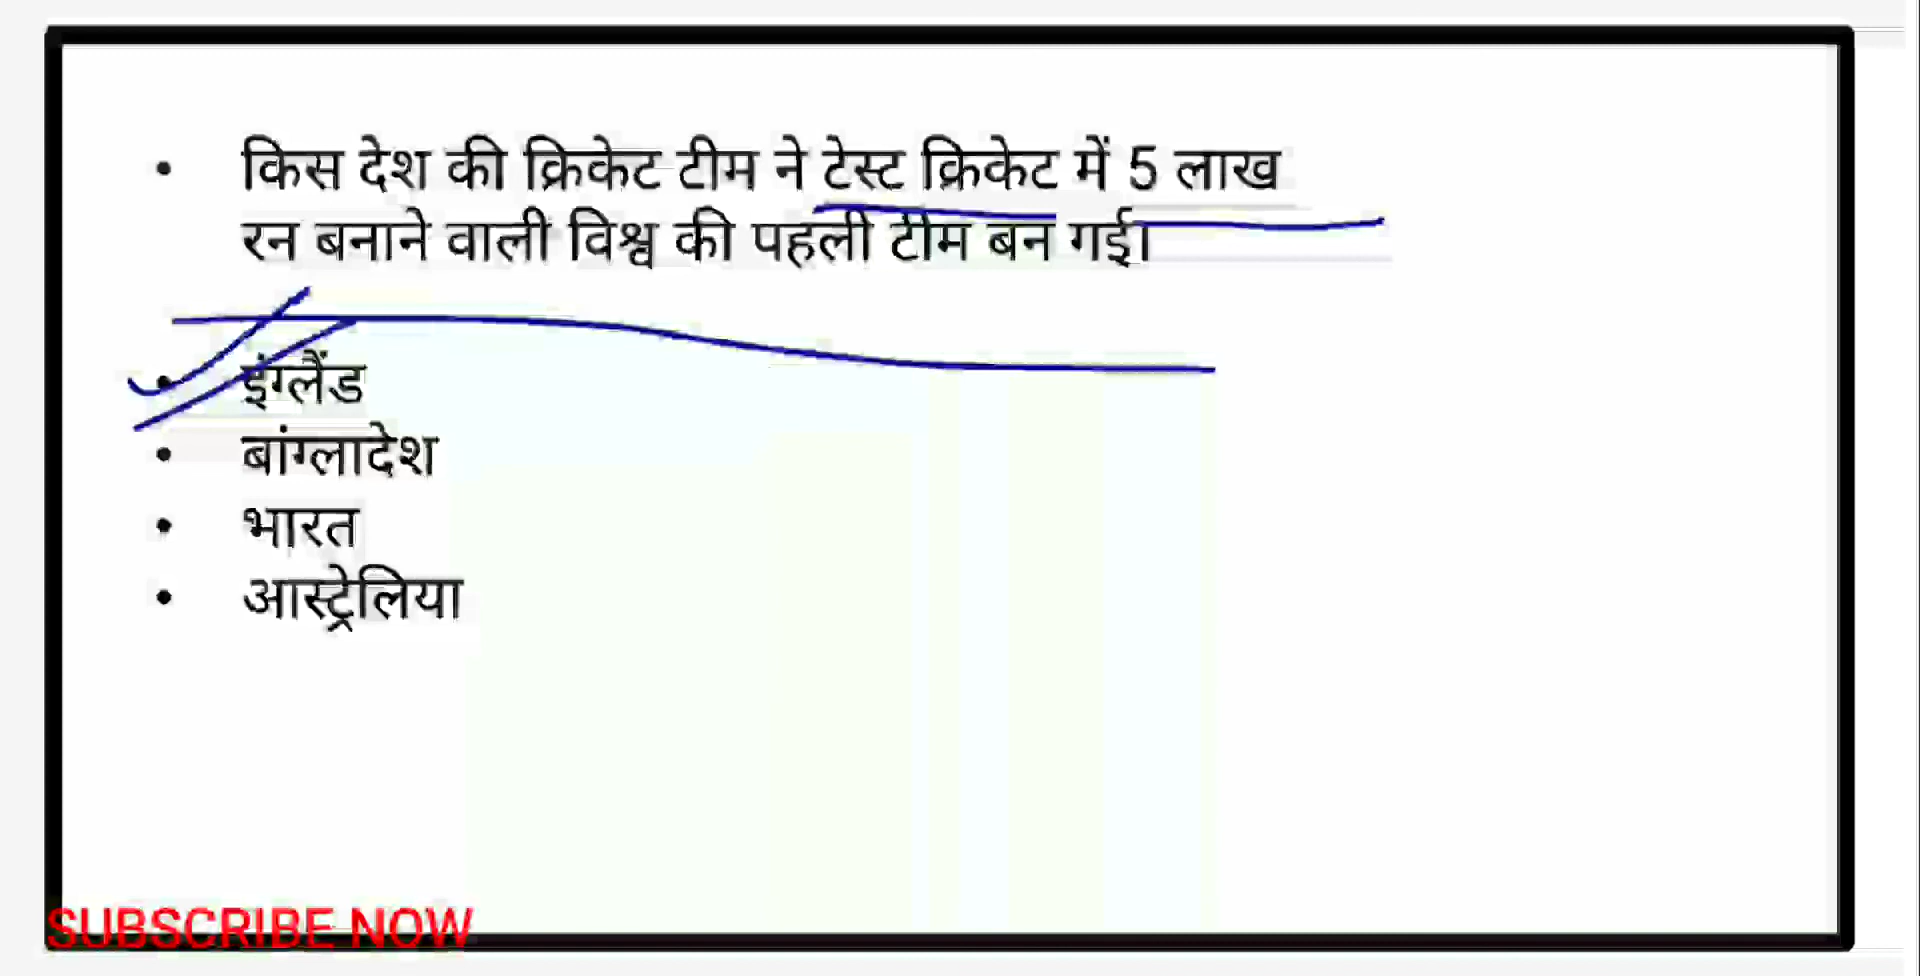 • किस देश की क्रिकेट टीम ने टेस्ट क्रिकेट में 5 लाख
रन बनाने वाली विश्व की पहली टीम बन गई।
• इंग्लैंड
• बांग्लादेश
• भारत
• आस्ट्रेलिया
SUBSCRIBE NOW